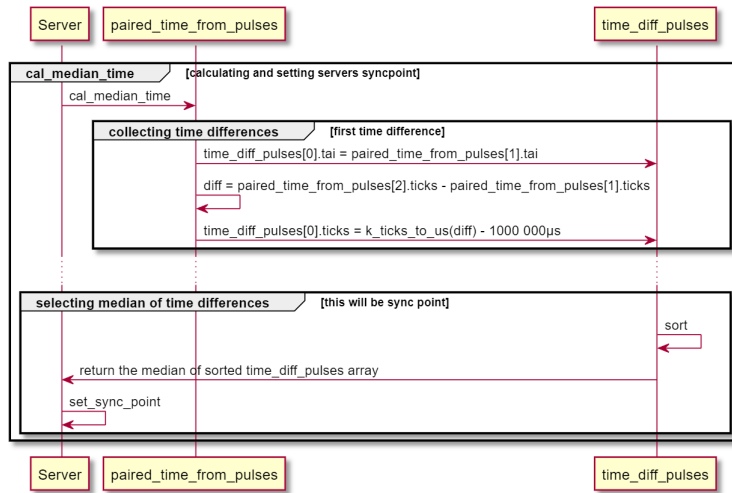 Server
paired_time_from_pulses
time_diff_pulses
cal_median_time [calculating and setting servers syncpoint]
cal_median_time
collecting time differences [first time difference]
time_diff_pulses[0].tai = paired_time_from_pulses[1].tai
diff = paired_time_from_pulses[2].ticks - paired_time_from_pulses[1].ticks
time_diff_pulses[0].ticks = k_ticks_to_us(diff) - 1000 000µs
selecting median of time differences [this will be sync point]
sort
return the median of sorted time_diff_pulses array
set_sync_point
Server
paired_time_from_pulses
time_diff_pulses